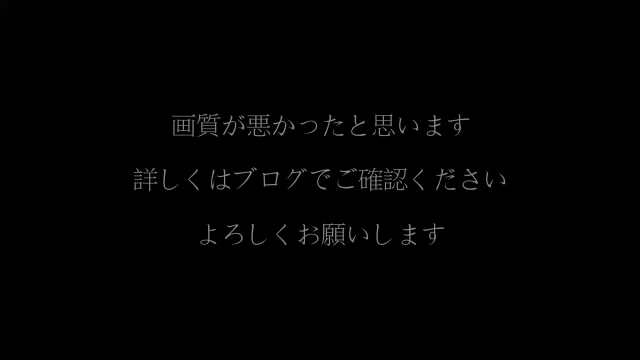 画質が悪かったと思います
詳しくはブログでご確認ください
よろしくお願いします